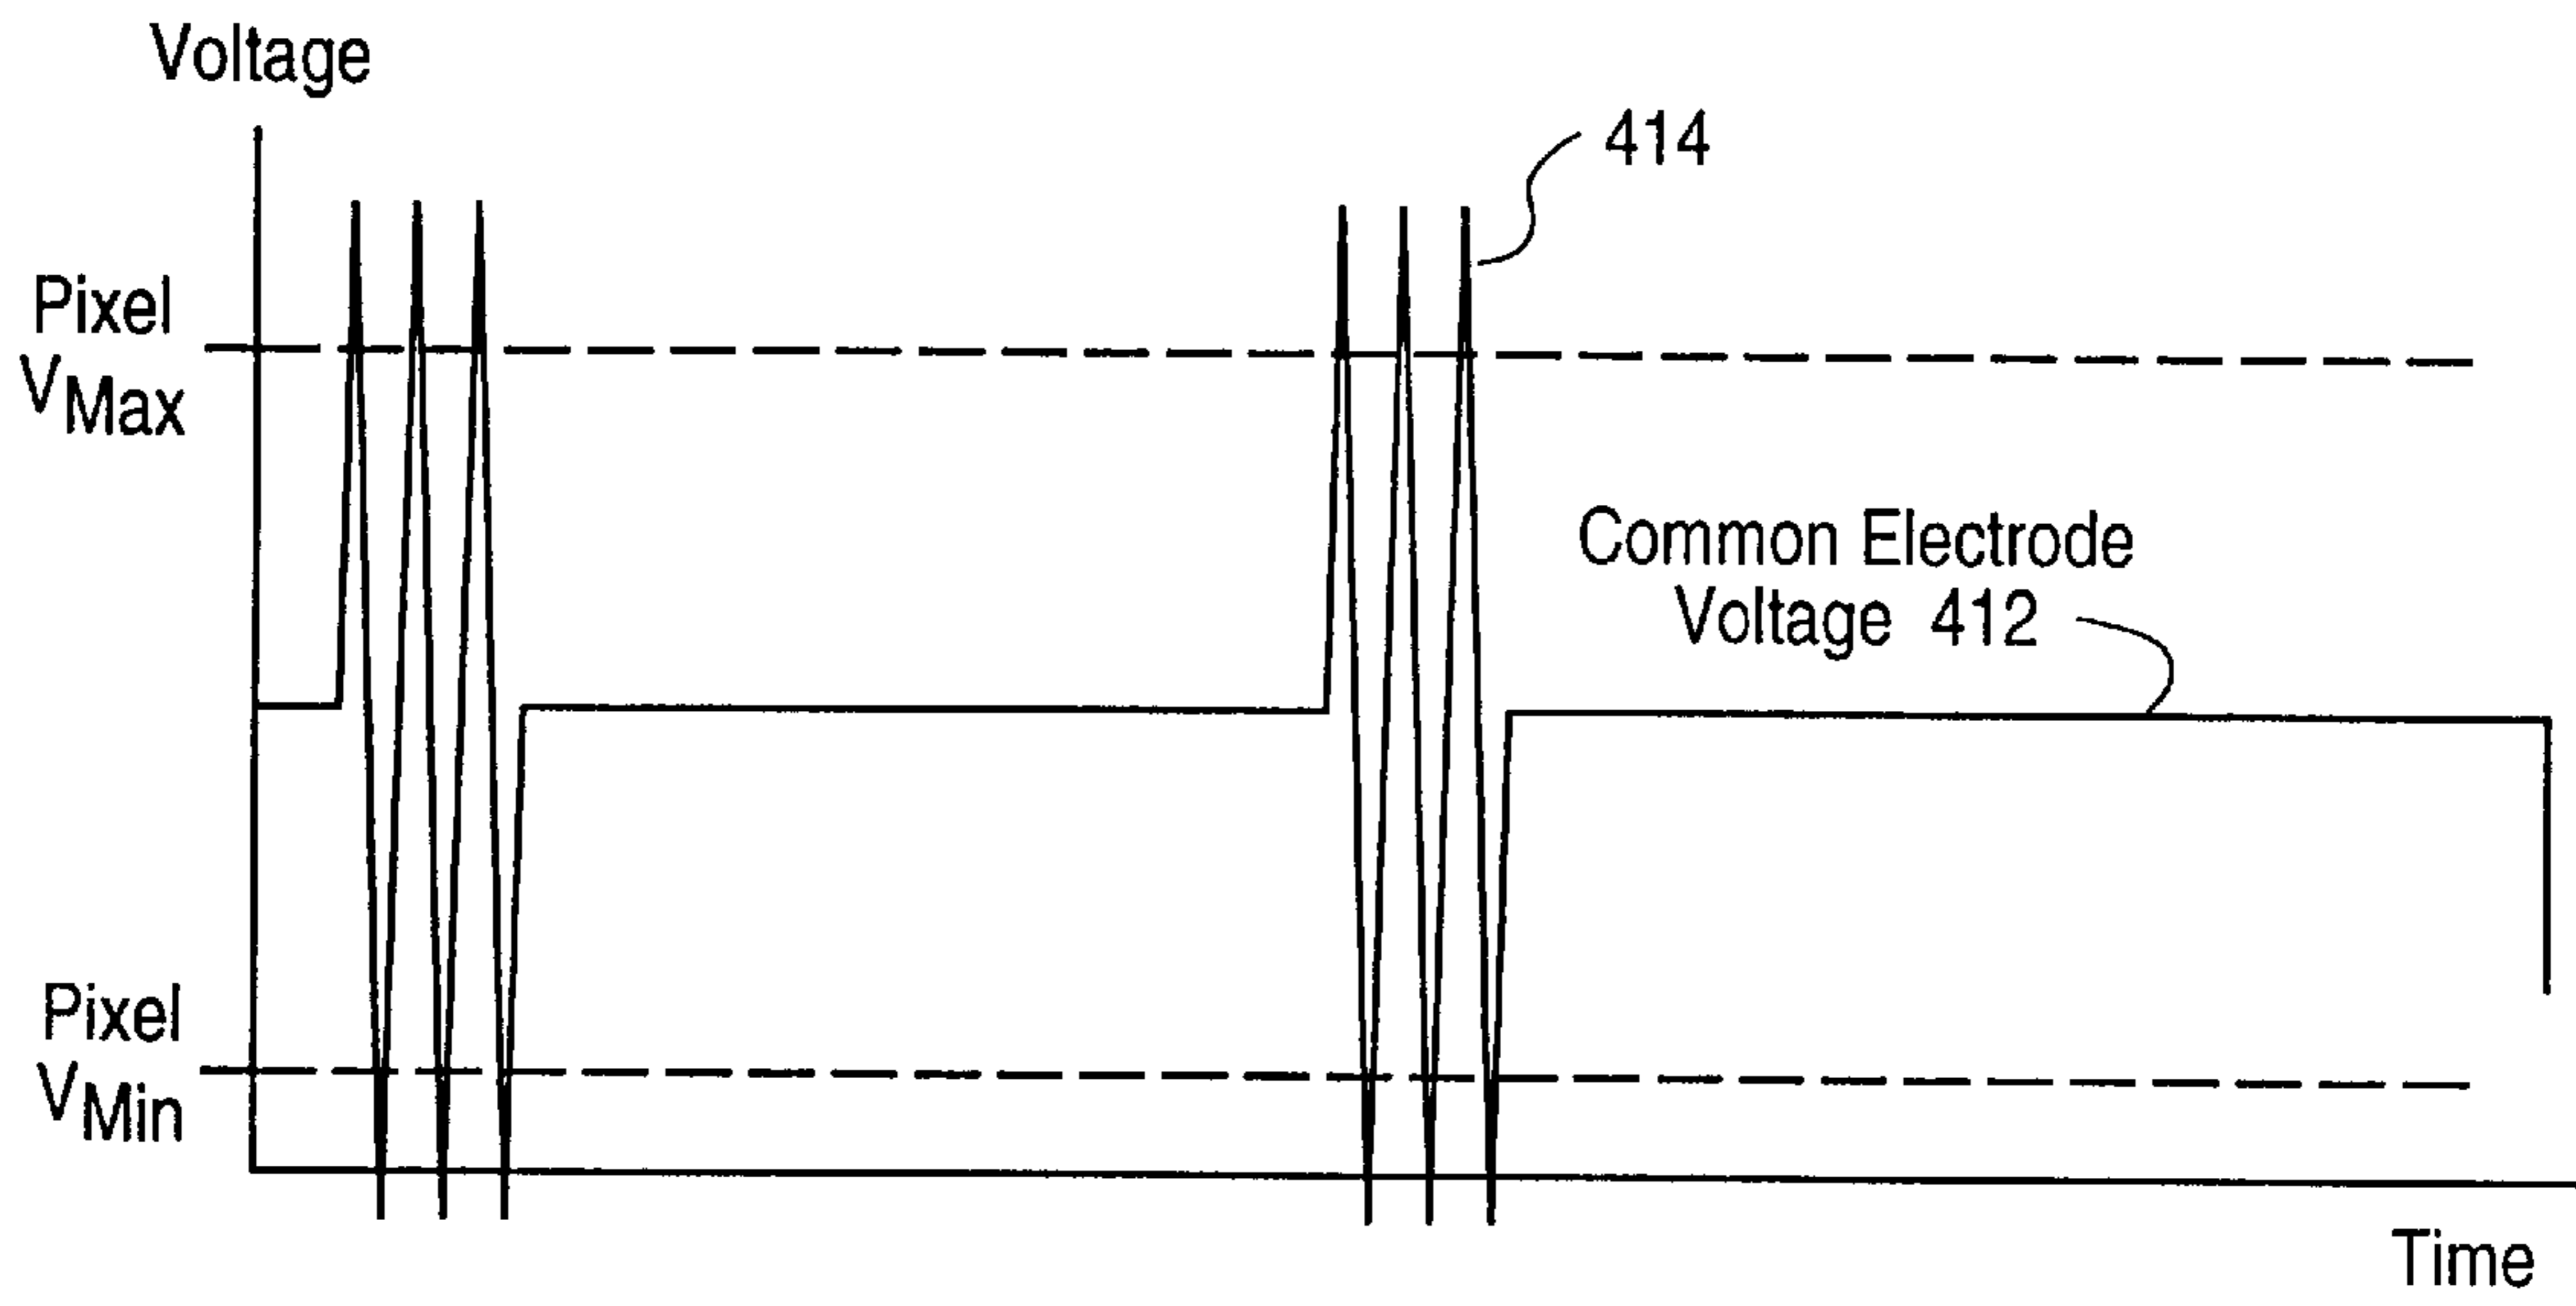 Voltage
414
Pixel
VMax
Common Electrode
Voltage 412
Pixel
VMin
Time